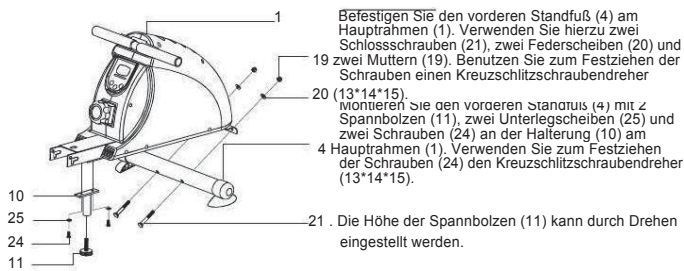 1
Befestigen Sie den vorderen Standfuß (4) am
Hauptrahmen (1). Verwenden Sie hierzu zwei
Schlossschrauben (21), zwei Federscheiben (20) und
19 zwei Muttern (19). Benutzen Sie zum Festziehen der
Schrauben einen Kreuzschlitzschraubendreher
20 (13*14*15).
Montieren Sie den vorderen Standfuß (4) mit 2
Spannbolzen (11), zwei Unterlegscheiben (25) und
zwei Schrauben (24) an der Halterung (10) am
4 Hauptrahmen (1). Verwenden Sie zum Festziehen
der Schrauben (24) den Kreuzschlitzschraubendreher
(13*14*15).
10
25
21 . Die Höhe der Spannbolzen (11) kann durch Drehen
24
eingestellt werden.
11